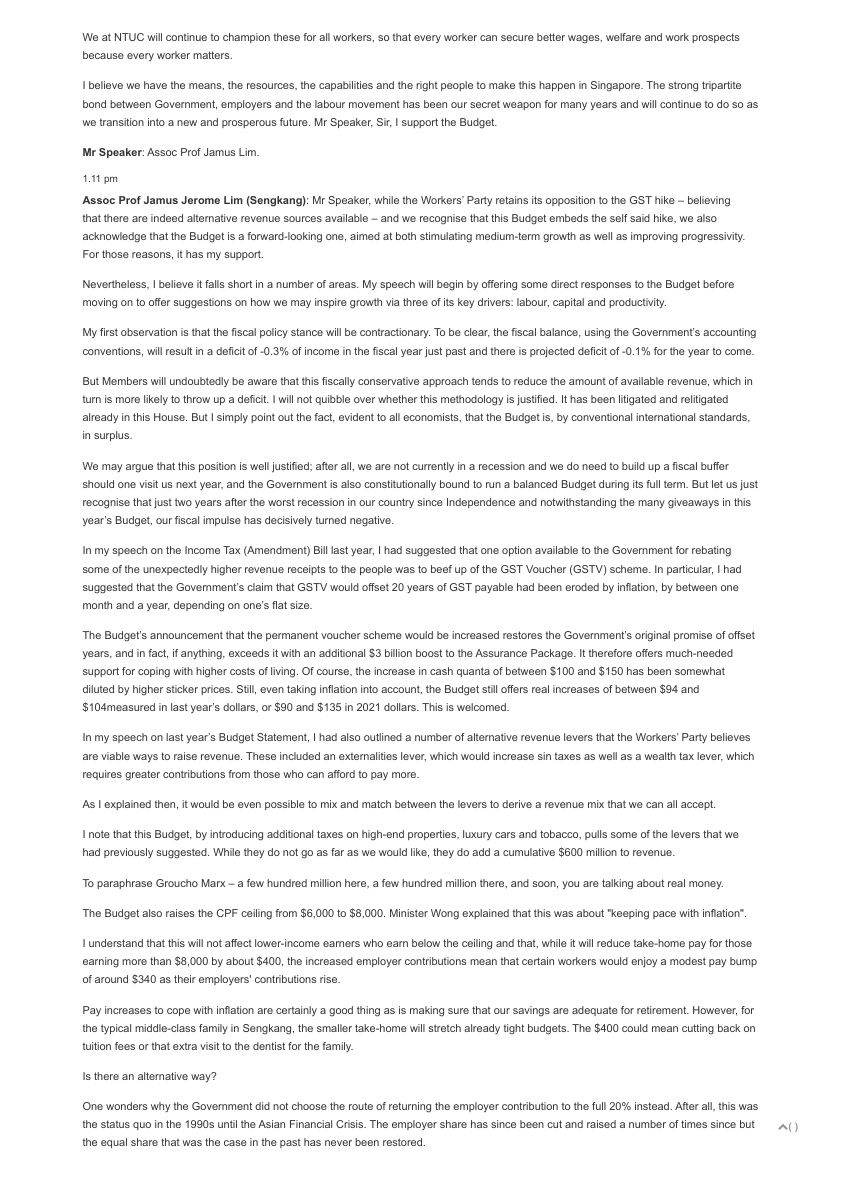 We at NTUC will continue to champion these for all workers, so that every worker can secure better wages, welfare and work prospects
because every worker matters.
I believe we have the means, the resources, the capabilities and the right people to make this happen in Singapore. The strong tripartite
bond between Government, employers and the labour movement has been our secret weapon for many years and will continue to do so as
we transition into a new and prosperous future. Mr Speaker, Sir, I support the Budget.
Mr Speaker: Assoc Prof Jamus Lim.
1.11 pm
Assoc Prof Jamus Jerome Lim (Sengkang): Mr Speaker, while the Workers' Party retains its opposition to the GST hike – believing
that there are indeed alternative revenue sources available – and we recognise that this Budget embeds the self said hike, we also
acknowledge that the Budget is a forward-looking one, aimed at both stimulating medium-term growth as well as improving progressivity.
For those reasons, it has my support.
Nevertheless, I believe it falls short in a number of areas. My speech will begin by offering some direct responses to the Budget before
moving on to offer suggestions on how we may inspire growth via three of its key drivers: labour, capital and productivity.
My first observation is that the fiscal policy stance will be contractionary. To be clear, the fiscal balance, using the Government's accounting
conventions, will result in a deficit of -0.3% of income in the fiscal year just past and there is projected deficit of -0.1% for the year to come.
But Members will undoubtedly be aware that this fiscally conservative approach tends to reduce the amount of available revenue, which in
turn is more likely to throw up a deficit. I will not quibble over whether this methodology is justified. It has been litigated and relitigated
already in this House. But I simply point out the fact, evident to all economists, that the Budget is, by conventional international standards,
in surplus.
We may argue that this position is well justified; after all, we are not currently in a recession and we do need to build up a fiscal buffer
should one visit us next year, and the Government is also constitutionally bound to run a balanced Budget during its full term. But let us just
recognise that just two years after the worst recession in our country since Independence and notwithstanding the many giveaways in this
year's Budget, our fiscal impulse has decisively turned negative.
In my speech on the Income Tax (Amendment) Bill last year, I had suggested that one option available to the Government for rebating
some of the unexpectedly higher revenue receipts to the people was to beef up of the GST Voucher (GSTV) scheme. In particular, I had
suggested that the Government's claim that GSTV would offset 20 years of GST payable had been eroded by inflation, by between one
month and a year, depending on one's flat size.
The Budget's announcement that the permanent voucher scheme would be increased restores the Government's original promise of offset
years, and in fact, if anything, exceeds it with an additional $3 billion boost to the Assurance Package. It therefore offers much-needed
support for coping with higher costs of living. Of course, the increase in cash quanta of between $100 and $150 has been somewhat
diluted by higher sticker prices. Still, even taking inflation into account, the Budget still offers real increases of between $94 and
$104measured in last year's dollars, or $90 and $135 in 2021 dollars. This is welcomed.
In my speech on last year's Budget Statement, I had also outlined a number of alternative revenue levers that the Workers' Party believes
are viable ways to raise revenue. These included an externalities lever, which would increase sin taxes as well as a wealth tax lever, which
requires greater contributions from those who can afford to pay more.
As I explained then, it would be even possible to mix and match between the levers to derive a revenue mix that we can all accept.
I note that this Budget, by introducing additional taxes on high-end properties, luxury cars and tobacco, pulls some of the levers that we
had previously suggested. While they do not go as far as we would like, they do add a cumulative $600 million to revenue.
To paraphrase Groucho Marx – a few hundred million here, a few hundred million there, and soon, you are talking about real money.
The Budget also raises the CPF ceiling from $6,000 to $8,000. Minister Wong explained that this was about "keeping pace with inflation".
I understand that this will not affect lower-income earners who earn below the ceiling and that, while it will reduce take-home pay for those
earning more than $8,000 by about $400, the increased employer contributions mean that certain workers would enjoy a modest pay bump
of around $340 as their employers' contributions rise.
Pay increases to cope with inflation are certainly a good thing as is making sure that our savings are adequate for retirement. However, for
the typical middle-class family in Sengkang, the smaller take-home will stretch already tight budgets. The $400 could mean cutting back on
tuition fees or that extra visit to the dentist for the family.
Is there an alternative way?
One wonders why the Government did not choose the route of returning the employer contribution to the full 20% instead. After all, this was
the status quo in the 1990s until the Asian Financial Crisis. The employer share has since been cut and raised a number of times since but
the equal share that was the case in the past has never been restored.
( )